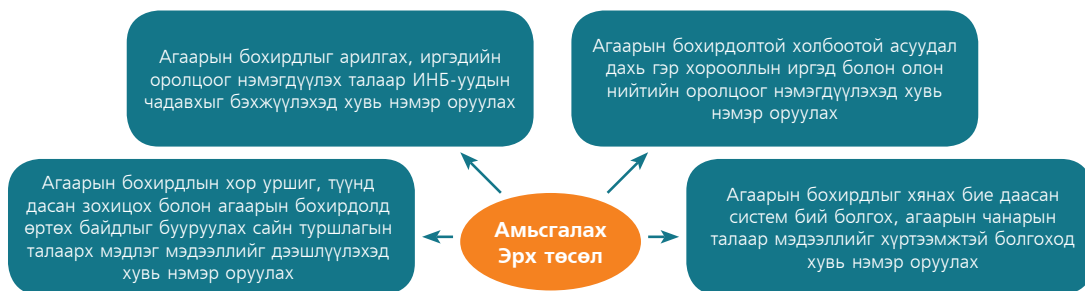 Агаарын бохирдлыг арилгах, иргэдийн
оролцоог нэмэгдүүлэх талаар ИНБ-уудын
чадавхыг бэхжүүлэхэд хувь нэмэр оруулах
Агаарын бохирдолтой холбоотой асуудал
дахь гэр хорооллын иргэд болон олон
нийтийн оролцоог нэмэгдүүлэхэд хувь
нэмэр оруулах
Агаарын бохирдлын хор уршиг, түүнд
дасан зохицох болон агаарын бохирдолд
өртөх байдлыг бууруулах сайн туршлагын
талаарх мэдлэг мэдээллийг дээшлүүлэхэд
хувь нэмэр оруулах
Амьсгалах
Эрх төсөл
Агаарын бохирдлыг хянах бие даасан
систем бий болгох, агаарын чанарын
талаар мэдээллийг хүртээмжтэй болгоход
хувь нэмэр оруулах